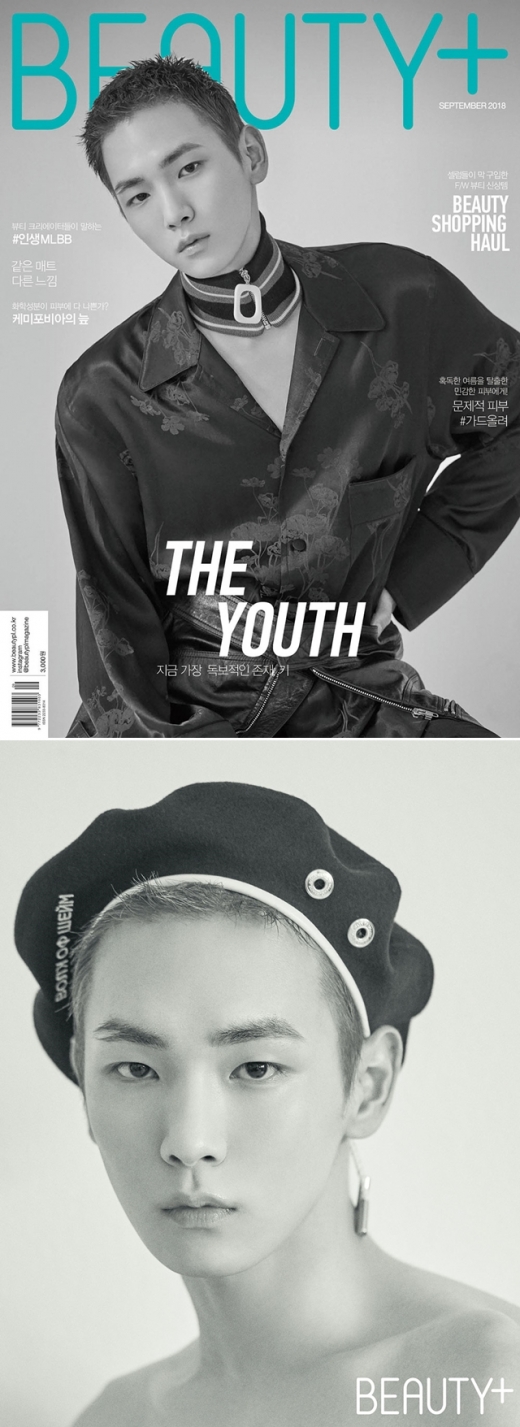 BEAUTY+
SEPTEMBER 2018
셀럽들이 막 구입한
F/W 뷰티 신상템
BEAUTY
SHOPPING
HAUL
뷰티 크리에이터들이 말하는
#인생MLBB
같은 매트
다른 느낌
화학성분이 피부에 다 나쁜가?
케미포비아의 늪
혹독한 여름을 탈출한
민감한 피부에게!
문제적 피부
#가드올려
THE
YOUTH
지금 가장 독보적인 존재, 키
www.beautypl.co.kr
instagram
@beautyplmagazine
3,000원
BEAUTY+